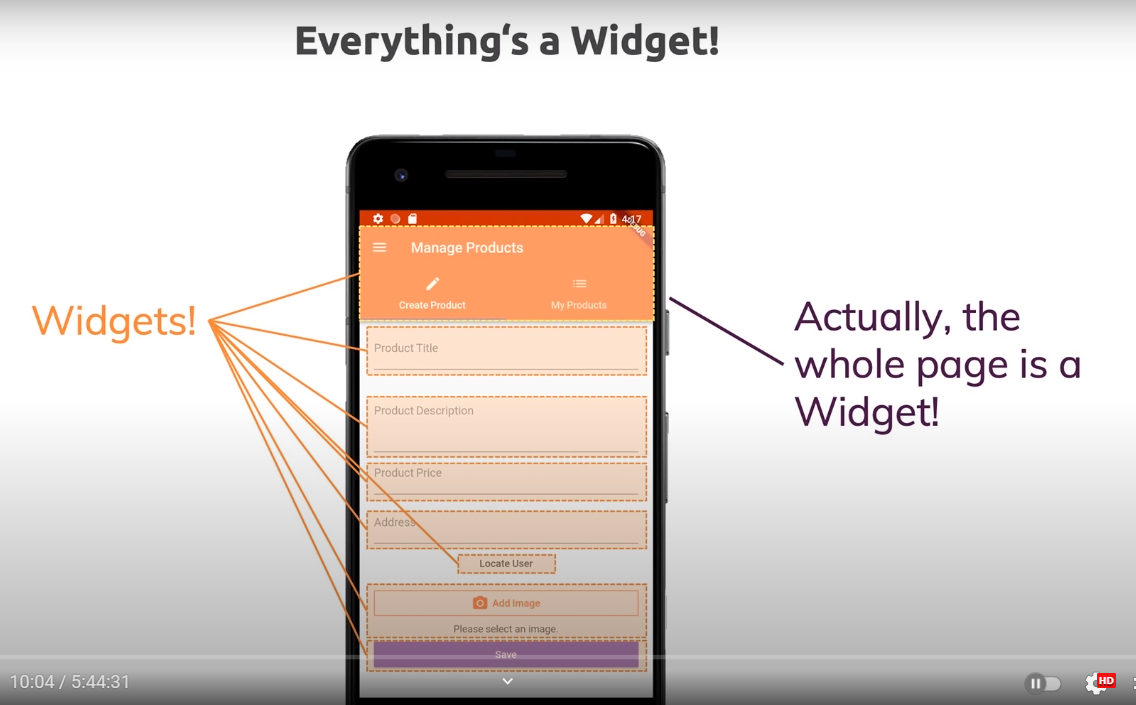 Everything‘s a Widget!
4:17
DEBUG
Manage Products
Create Product
My Products
Widgets!
Product Title
Actually, the
whole page is a
Widget!
Product Description
Product Price
Address
Locate User
Add Image
Please select an image.
Save
10:04 / 5:44:31
HD